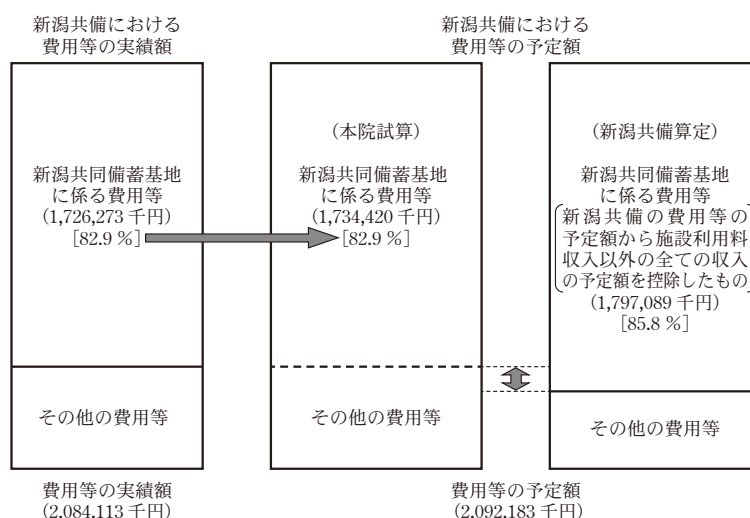 新潟共備における
費用等の実績額
新潟共備における
費用等の予定額
新潟共同備蓄基地
に係る費用等
(1,726,273 千円)
[82.9 %]
その他の費用等
(本院試算)
新潟共同備蓄基地
に係る費用等
(1,734,420 千円)
[82.9 %]
その他の費用等
(新潟共備算定)
新潟共同備蓄基地
に係る費用等
新潟共備の費用等の
予定額から施設利用料
収入以外の全ての収入
の予定額を控除したもの
(1,797,089 千円)
[85.8 %]
その他の費用等
費用等の実績額
(2,084,113 千円)
費用等の予定額
(2,092,183 千円)